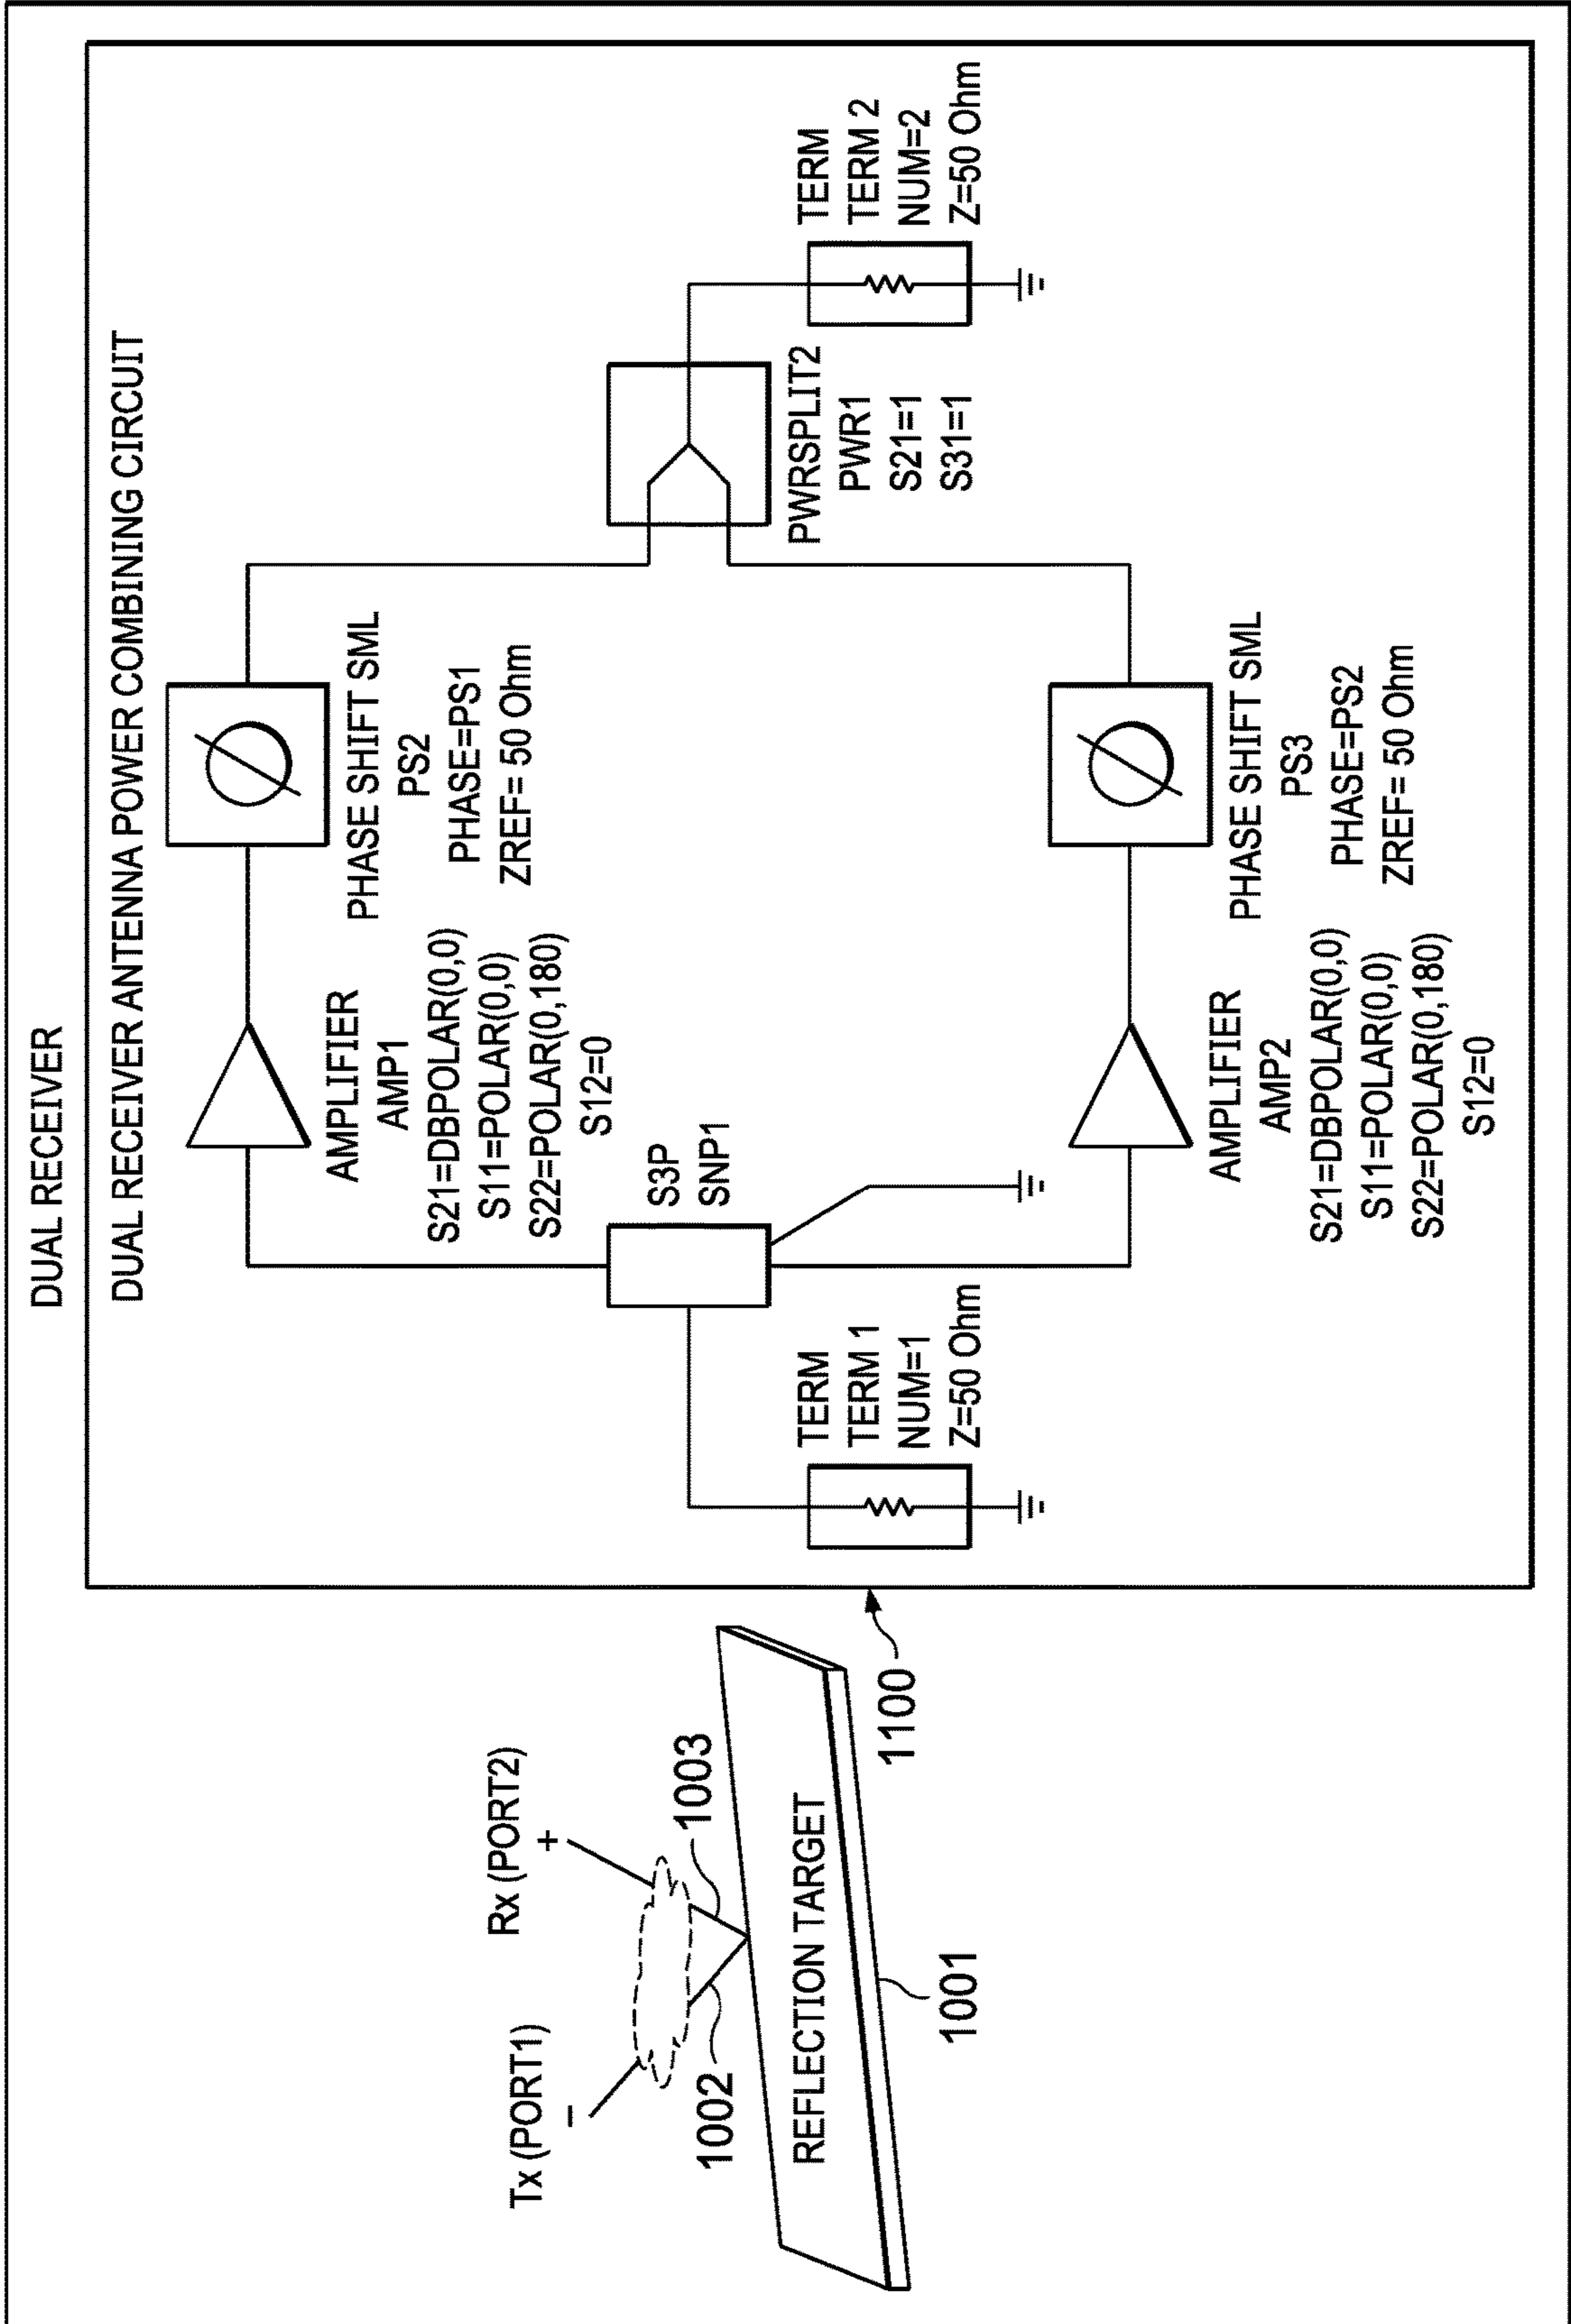 DUAL RECEIVER
DUAL RECEIVER ANTENNA POWER COMBINING CIRCUIT
Tx (PORT1)
−
Rx (PORT2)
+
1002
1003
REFLECTION TARGET
1001
1100
TERM
TERM 1
NUM=1
Z=50 Ohm
S3P
SNP1
AMPLIFIER
AMP1
S21=DBPOLAR(0,0)
S11=POLAR(0,0)
S22=POLAR(0,180)
S12=0
PHASE SHIFT SML
PS2
PHASE=PS1
ZREF= 50 Ohm
AMPLIFIER
AMP2
S21=DBPOLAR(0,0)
S11=POLAR(0,0)
S22=POLAR(0,180)
S12=0
PHASE SHIFT SML
PS3
PHASE=PS2
ZREF= 50 Ohm
PWRSPLIT2
PWR1
S21=1
S31=1
TERM
TERM 2
NUM=2
Z=50 Ohm